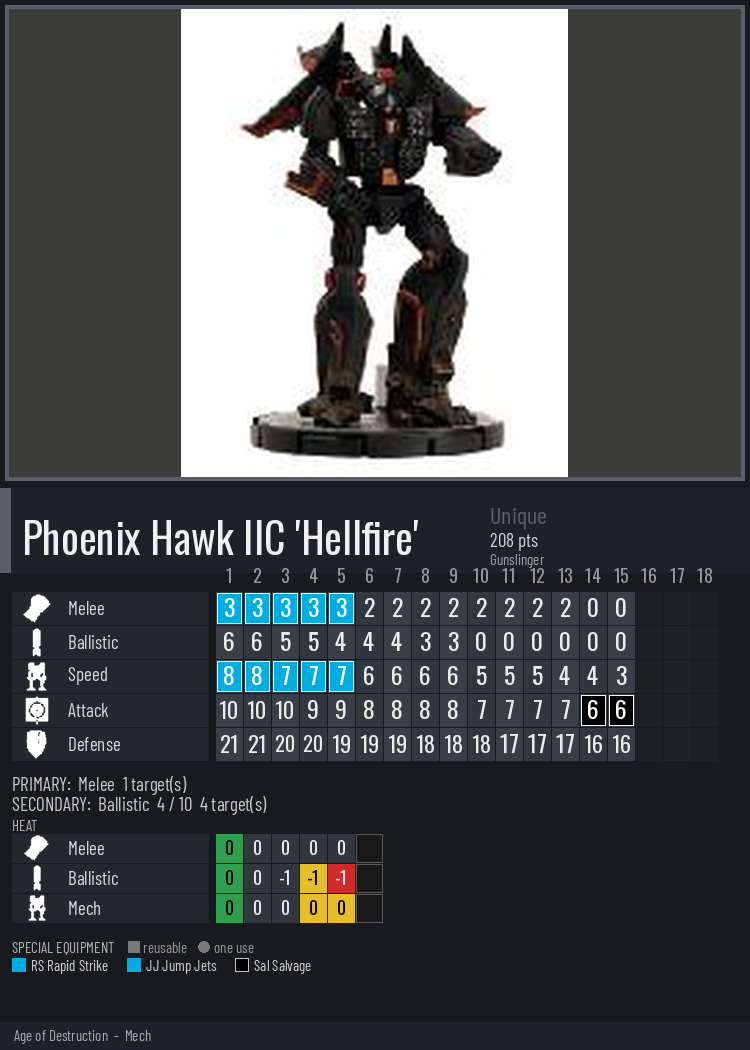 Phoenix Hawk IIC 'Hellfire'
Unique
208 pts
Gunslinger
1 2 3 4 5 6 7 8 9 10 11 12 13 14 15 16 17 18
Melee 3 3 3 3 3 2 2 2 2 2 2 2 2 0 0
Ballistic 6 6 5 5 4 4 4 3 3 0 0 0 0 0 0
Speed 8 8 7 7 7 6 6 6 6 5 5 5 4 4 3
Attack 10 10 10 9 9 8 8 8 8 7 7 7 7 6 6
Defense 21 21 20 20 19 19 19 18 18 18 17 17 17 16 16
PRIMARY: Melee 1 target(s)
SECONDARY: Ballistic 4 / 10 4 target(s)
HEAT
Melee 0 0 0 0 0
Ballistic 0 0 -1 -1 -1
Mech 0 0 0 0 0
SPECIAL EQUIPMENT reusable one use
RS Rapid Strike JJ Jump Jets Sal Salvage
Age of Destruction - Mech